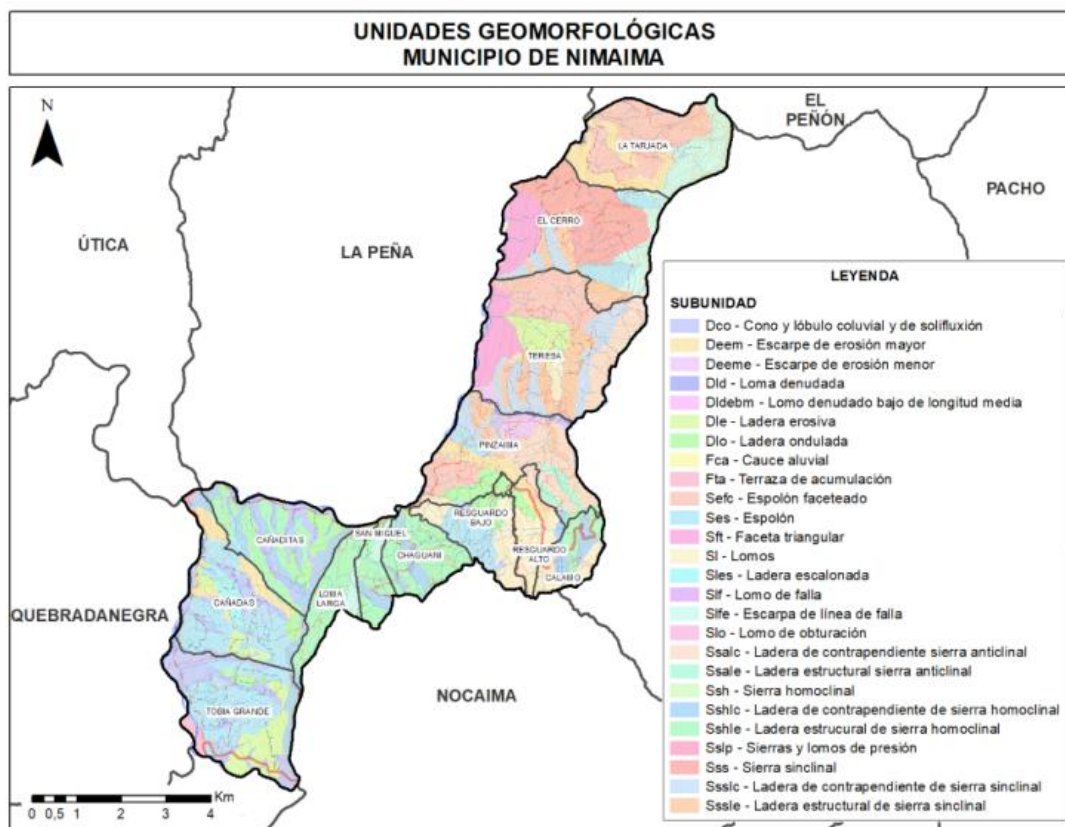 UNIDADES GEOMORFOLÓGICAS
MUNICIPIO DE NIMAIMA
N
EL
PEÑÓN
LA TARJADA
PACHO
EL CERRO
ÚTICA
LA PEÑA
TERESA
PINZAIMA
RESGUARDO
BAJO
SAN MIGUEL
CAÑADITAS
CHAGUANI
RESGUARDO
ALTO
CALAMO
LOMA
LARGA
QUEBRADANEGRA
CAÑADAS
NOCAIMA
TOBIA GRANDE
Km
0 0,5 1 2 3 4
LEYENDA
SUBUNIDAD
Dco - Cono y lóbulo coluvial y de solifluxión
Deem - Escarpe de erosión mayor
Deeme - Escarpe de erosión menor
Dld - Loma denudada
Dldebm - Lomo denudado bajo de longitud media
Dle - Ladera erosiva
Dlo - Ladera ondulada
Fca - Cauce aluvial
Fta - Terraza de acumulación
Sefc - Espolón faceteado
Ses - Espolón
Sft - Faceta triangular
Sl - Lomos
Sles - Ladera escalonada
Slf - Lomo de falla
Slfe - Escarpa de línea de falla
Slo - Lomo de obturación
Ssalc - Ladera de contrapendiente sierra anticlinal
Ssale - Ladera estructural sierra anticlinal
Ssh - Sierra homoclinal
Sshlc - Ladera de contrapendiente de sierra homoclinal
Sshle - Ladera estrucural de sierra homoclinal
Sslp - Sierras y lomos de presión
Sss - Sierra sinclinal
Ssslc - Ladera de contrapendiente de sierra sinclinal
Sssle - Ladera estructural de sierra sinclinal